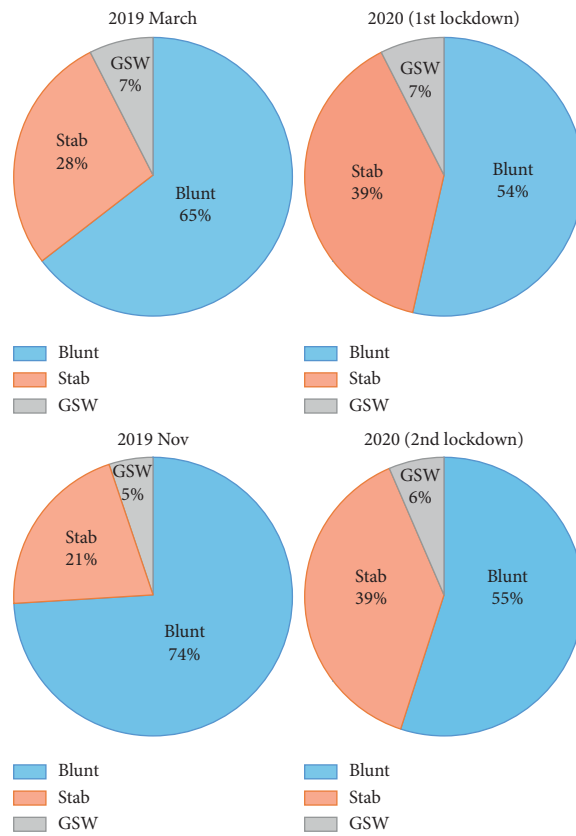 2019 March
GSW
7%
Stab
28%
Blunt
65%
Blunt
Stab
GSW
2020 (1st lockdown)
GSW
7%
Stab
39%
Blunt
54%
Blunt
Stab
GSW
2019 Nov
GSW
5%
Stab
21%
Blunt
74%
Blunt
Stab
GSW
2020 (2nd lockdown)
GSW
6%
Stab
39%
Blunt
55%
Blunt
Stab
GSW